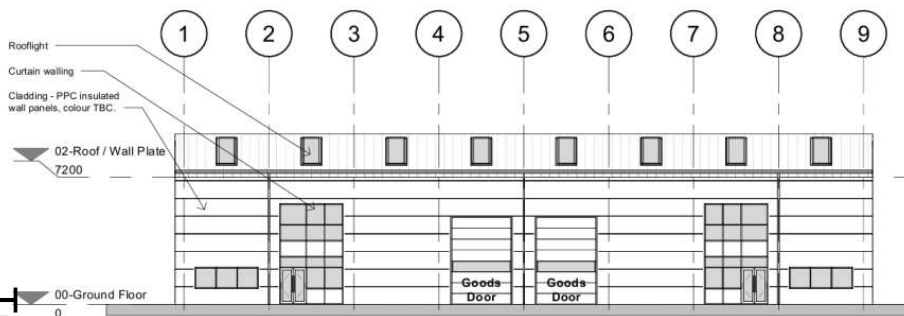 1 2 3 4 5 6 7 8 9
Rooflight
Curtain walling
Cladding - PPC insulated
wall panels, colour TBC.
02-Roof / Wall Plate
7200
Goods
Door
Goods
Door
00-Ground Floor
0